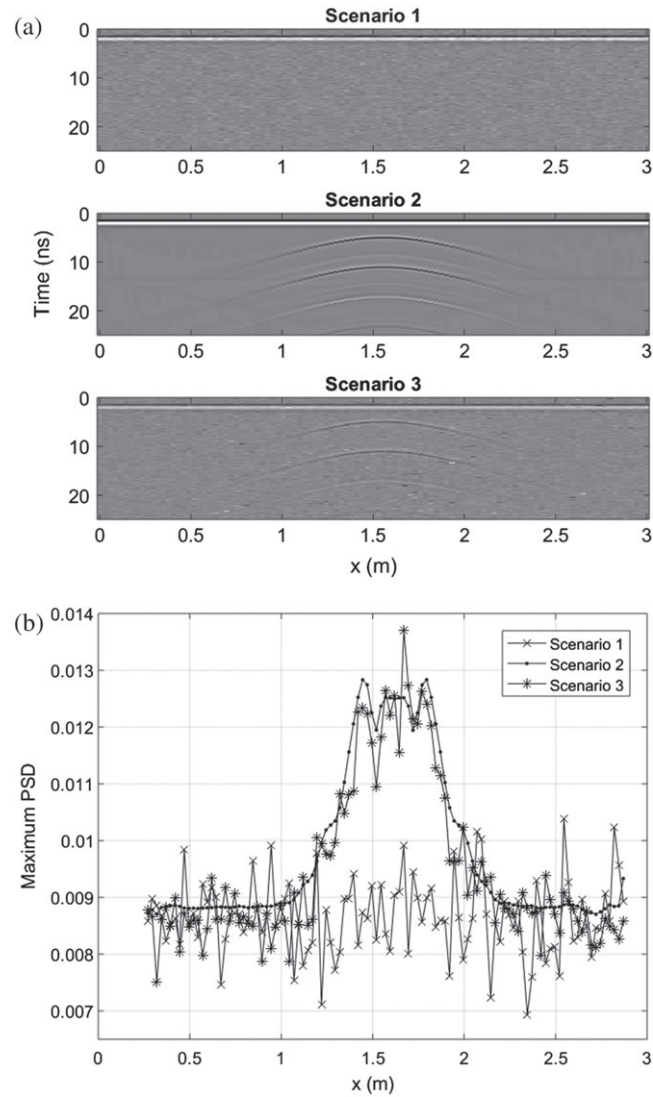 (a)
Scenario 1
0
10
20
0 0.5 1 1.5 2 2.5 3
Scenario 2
0
10
20
Time (ns)
0 0.5 1 1.5 2 2.5 3
Scenario 3
0
10
20
0 0.5 1 1.5 2 2.5 3
x (m)
(b)
0.014
0.013
0.012
0.011
0.01
0.009
0.008
0.007
Maximum PSD
Scenario 1
Scenario 2
Scenario 3
0 0.5 1 1.5 2 2.5 3
x (m)